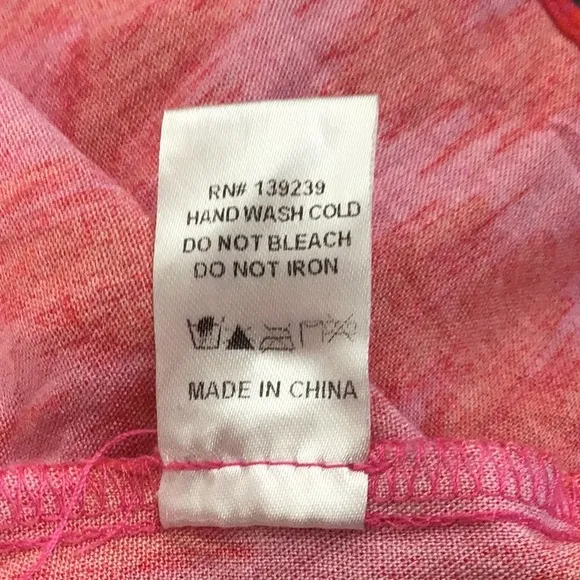 RN# 139239
HAND WASH COLD
DO NOT BLEACH
DO NOT IRON
MADE IN CHINA